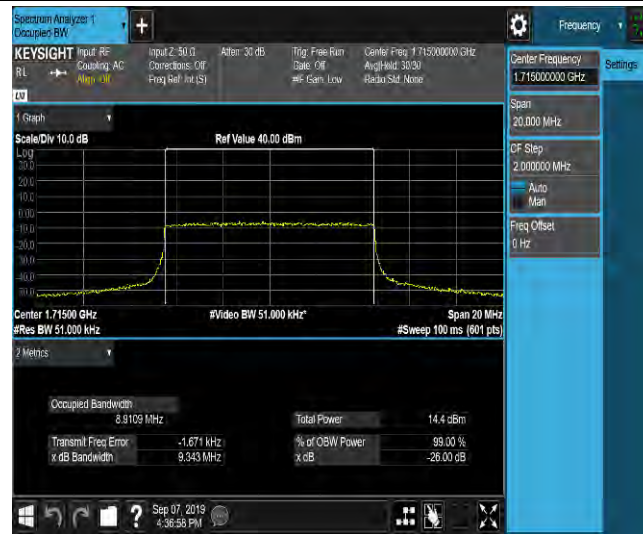 Spectrum Analyzer 1
Occupied BW
Frequency
KEYSIGHT Input: RF
RL
Coupling: AC
Align: Off
Input Z: 50 Ω
Corrections: Off
Freq Ref: Int (S)
Atten: 30 dB
Trig: Free Run
Gate: Off
#IF Gain: Low
Center Freq: 1.715000000 GHz
Avg|Hold: 30/30
Radio Std: None
Center Frequency
1.715000000 GHz
Settings
Span
20.000 MHz
CF Step
2.000000 MHz
Auto
Man
Freq Offset
0 Hz
1 Graph
Scale/Div 10.0 dB
Ref Value 40.00 dBm
Log
30.0
20.0
10.0
0.00
-10.0
-20.0
-30.0
-40.0
-50.0
Center 1.71500 GHz
#Video BW 51.000 kHz*
Span 20 MHz
#Res BW 51.000 kHz
#Sweep 100 ms (601 pts)
2 Metrics
Occupied Bandwidth
8.9109 MHz
Total Power
14.4 dBm
Transmit Freq Error
-1.671 kHz
% of OBW Power
99.00 %
x dB Bandwidth
9.343 MHz
x dB
-26.00 dB
?
Sep 07, 2019
4:36:58 PM